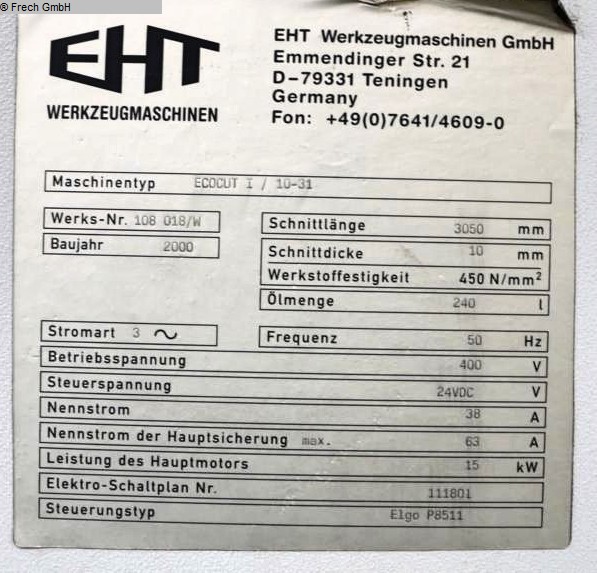 © Frech GmbH
EHT
WERKZEUGMASCHINEN
EHT Werkzeugmaschinen GmbH
Emmendinger Str. 21
D-79331 Teningen
Germany
Fon: +49(0)7641/4609-0
Maschinentyp ECOCUT I / 10-31
Werks-Nr. 108 018/W
Baujahr 2000
Schnittlänge 3050 mm
Schnittdicke 10 mm
Werkstoffestigkeit 450 N/mm²
Ölmenge 240 l
Stromart 3 ~
Frequenz 50 Hz
Betriebsspannung 400 V
Steuerspannung 24VDC V
Nennstrom 38 A
Nennstrom der Hauptsicherung max. 63 A
Leistung des Hauptmotors 15 kW
Elektro-Schaltplan Nr. 111801
Steuerungstyp Elgo P8511